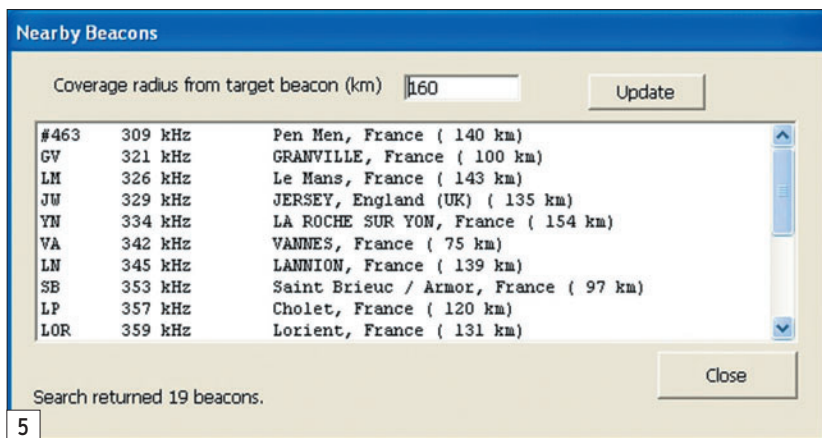 Nearby Beacons
Coverage radius from target beacon (km) 160 Update
#463 309 kHz Pen Men, France ( 140 km)
GV 321 kHz GRANVILLE, France ( 100 km)
LM 326 kHz Le Mans, France ( 143 km)
JW 329 kHz JERSEY, England (UK) ( 135 km)
YN 334 kHz LA ROCHE SUR YON, France ( 154 km)
VA 342 kHz VANNES, France ( 75 km)
LN 345 kHz LANNION, France ( 139 km)
SB 353 kHz Saint Brieuc / Armor, France ( 97 km)
LP 357 kHz Cholet, France ( 120 km)
LOR 359 kHz Lorient, France ( 131 km)
Close
Search returned 19 beacons.
5